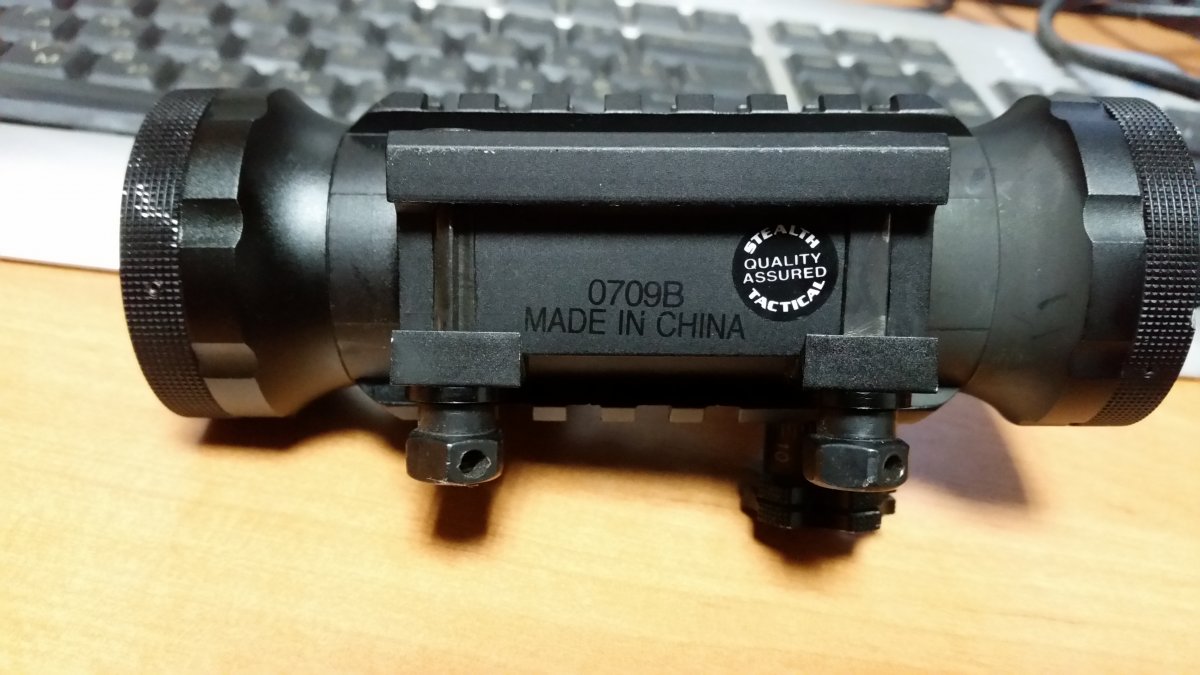 STEALTH
QUALITY
ASSURED
TACTICAL
0709B
MADE IN CHINA